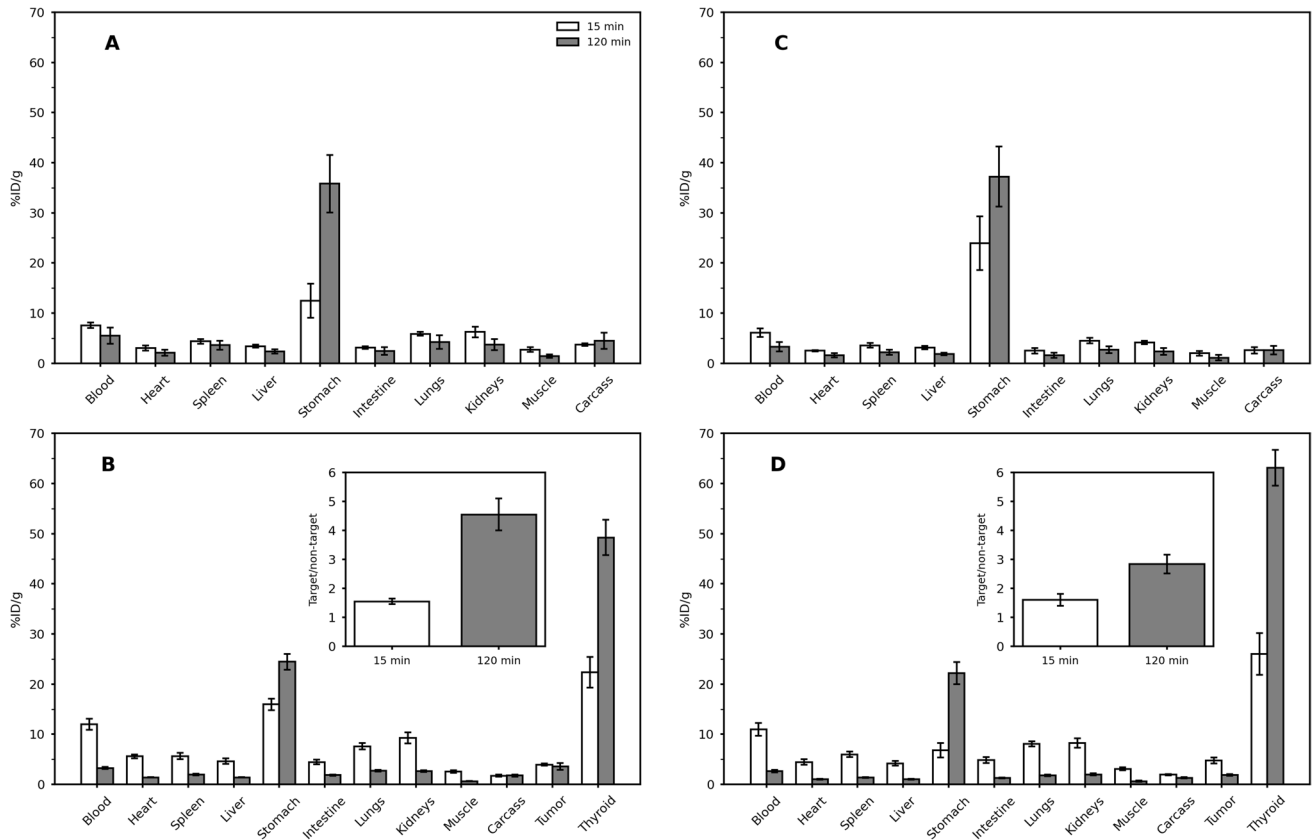 A
15 min
120 min
%ID/g
70
60
50
40
30
20
10
0
Blood
Heart
Spleen
Liver
Stomach
Intestine
Lungs
Kidneys
Muscle
Carcass
C
%ID/g
70
60
50
40
30
20
10
0
Blood
Heart
Spleen
Liver
Stomach
Intestine
Lungs
Kidneys
Muscle
Carcass
B
%ID/g
70
60
50
40
30
20
10
0
Target/non-target
6
5
4
3
2
1
0
15 min
120 min
Blood
Heart
Spleen
Liver
Stomach
Intestine
Lungs
Kidneys
Muscle
Carcass
Tumor
Thyroid
D
%ID/g
70
60
50
40
30
20
10
0
Target/non-target
6
5
4
3
2
1
0
15 min
120 min
Blood
Heart
Spleen
Liver
Stomach
Intestine
Lungs
Kidneys
Muscle
Carcass
Tumor
Thyroid